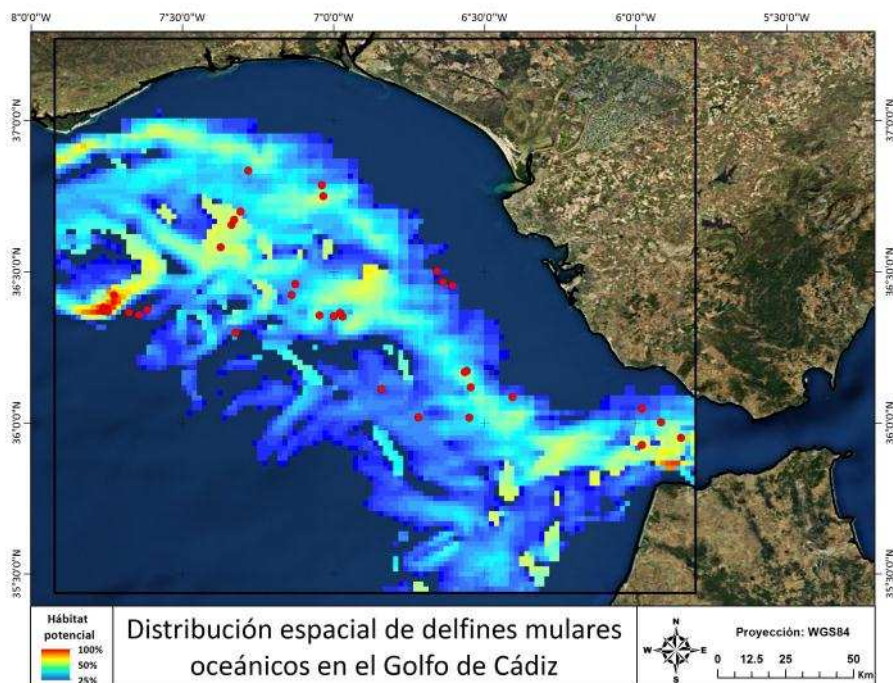 8°0'0"O 7°30'0"O 7°0'0"O 6°30'0"O 6°0'0"O 5°30'0"O
37°0'0"N 37°0'0"N
36°30'0"N 36°30'0"N
36°0'0"N 36°0'0"N
35°30'0"N 35°30'0"N
Hábitat
potencial
100%
50%
25%
Distribución espacial de delfines mulares
oceánicos en el Golfo de Cádiz
N
W E
S
Proyección: WGS84
0 12.5 25 50
Km